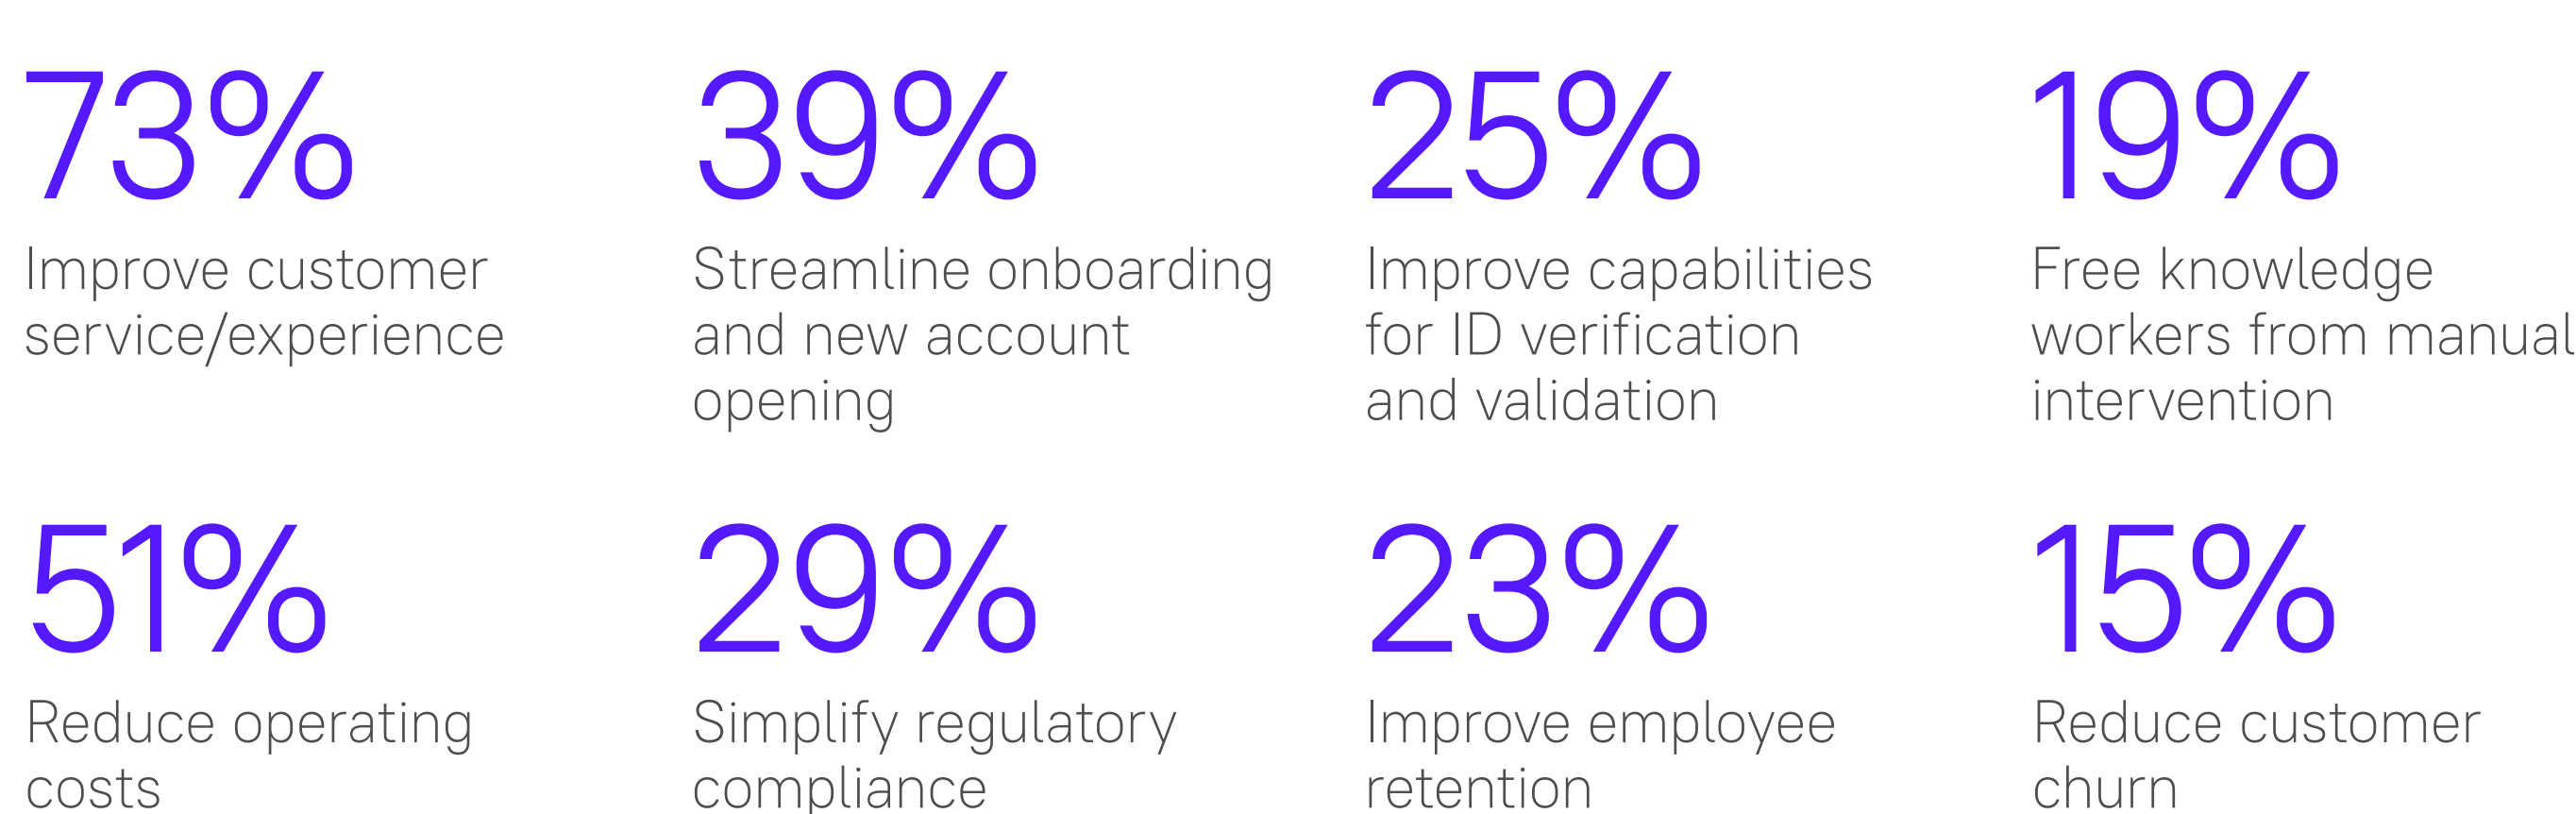 73%
Improve customer
service/experience
39%
Streamline onboarding
and new account
opening
25%
Improve capabilities
for ID verification
and validation
19%
Free knowledge
workers from manual
intervention
51%
Reduce operating
costs
29%
Simplify regulatory
compliance
23%
Improve employee
retention
15%
Reduce customer
churn